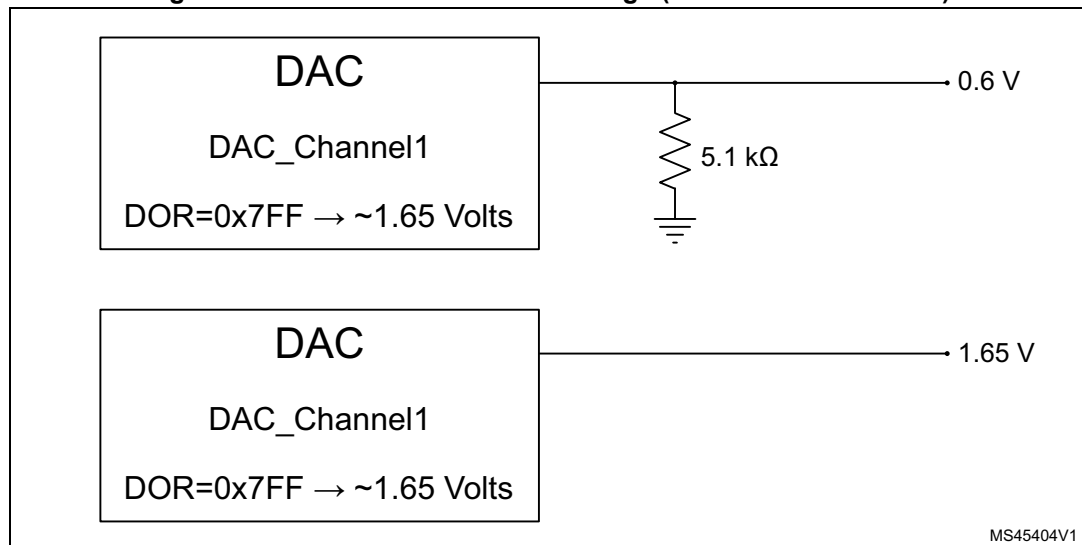 DAC
DAC_Channel1
DOR=0x7FF → ~1.65 Volts
0.6 V
5.1 kΩ
DAC
DAC_Channel1
DOR=0x7FF → ~1.65 Volts
1.65 V
MS45404V1